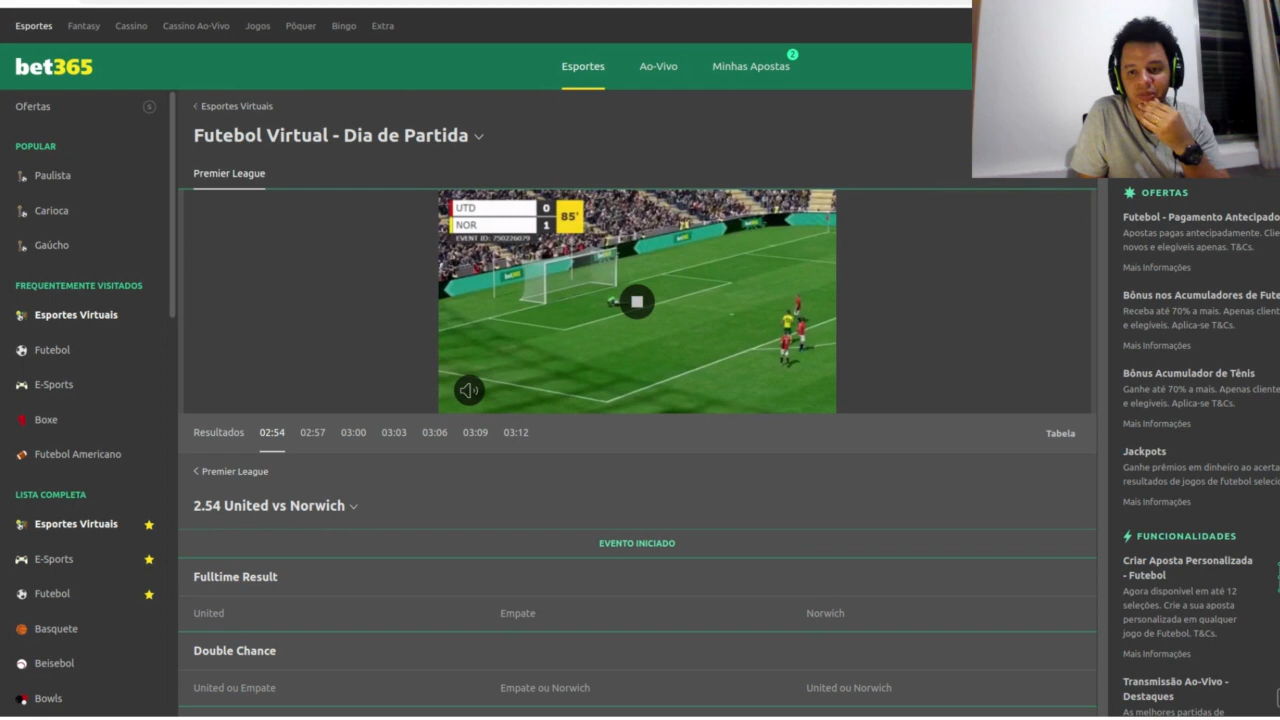 Esportes Fantasy Cassino Cassino Ao-Vivo Jogos Pôquer Bingo Extra
bet365
Esportes Ao-Vivo Minhas Apostas 2
Ofertas
POPULAR
Paulista
Carioca
Gaúcho
FREQUENTEMENTE VISITADOS
Esportes Virtuais
Futebol
E-Sports
Boxe
Futebol Americano
LISTA COMPLETA
Esportes Virtuais
E-Sports
Futebol
Basquete
Beisebol
Bowls
Esportes Virtuais
Futebol Virtual - Dia de Partida
Premier League
UTD 0
NOR 1
85'
EVENT ID: 750226079
bet365
Resultados 02:54 02:57 03:00 03:03 03:06 03:09 03:12 Tabela
Premier League
2.54 United vs Norwich
EVENTO INICIADO
Fulltime Result
United Empate Norwich
Double Chance
United ou Empate Empate ou Norwich United ou Norwich
OFERTAS
Futebol - Pagamento Antecipado
Apostas pagas antecipadamente. Clie
novos e elegíveis apenas. T&Cs.
Mais Informações
Bônus nos Acumuladores de Fute
Receba até 70% a mais. Apenas client
e elegíveis. Aplica-se T&Cs.
Mais Informações
Bônus Acumulador de Tênis
Ganhe até 70% a mais. Apenas cliente
e elegíveis. Aplica-se T&Cs.
Mais Informações
Jackpots
Ganhe prêmios em dinheiro ao acerta
resultados de jogos de futebol selecio
Mais Informações
FUNCIONALIDADES
Criar Aposta Personalizada
- Futebol
Agora disponível em até 12
seleções. Crie a sua aposta
personalizada em qualquer
jogo de Futebol. T&Cs.
Mais Informações
Transmissão Ao-Vivo -
Destaques
As melhores partidas de